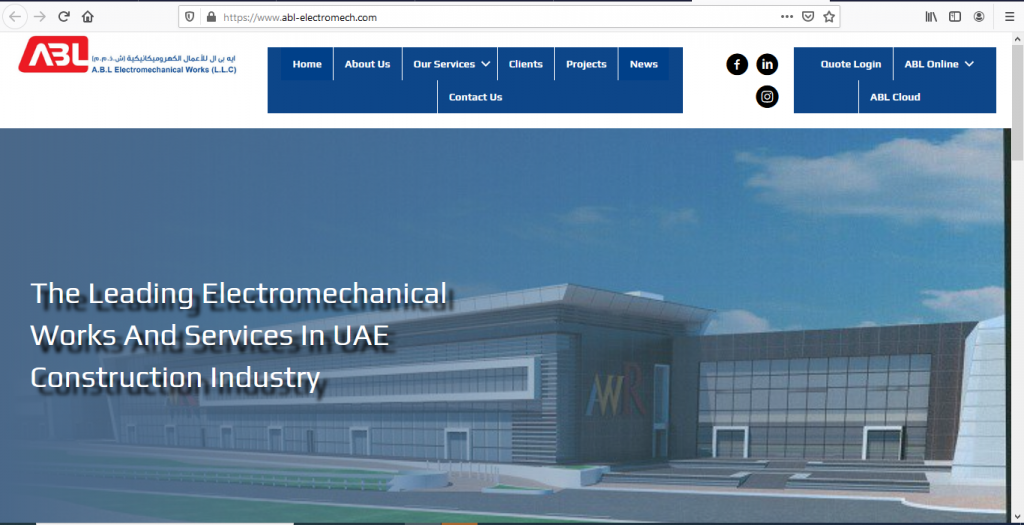 https://www.abl-electromech.com
ABL
ايه بي ال للأعمال الكهروميكانيكية (ش.ذ.م.م)
A.B.L Electromechanical Works (L.L.C)
Home
About Us
Our Services
Clients
Projects
News
Contact Us
Quote Login
ABL Online
ABL Cloud
The Leading Electromechanical
Works And Services In UAE
Construction Industry
AWR